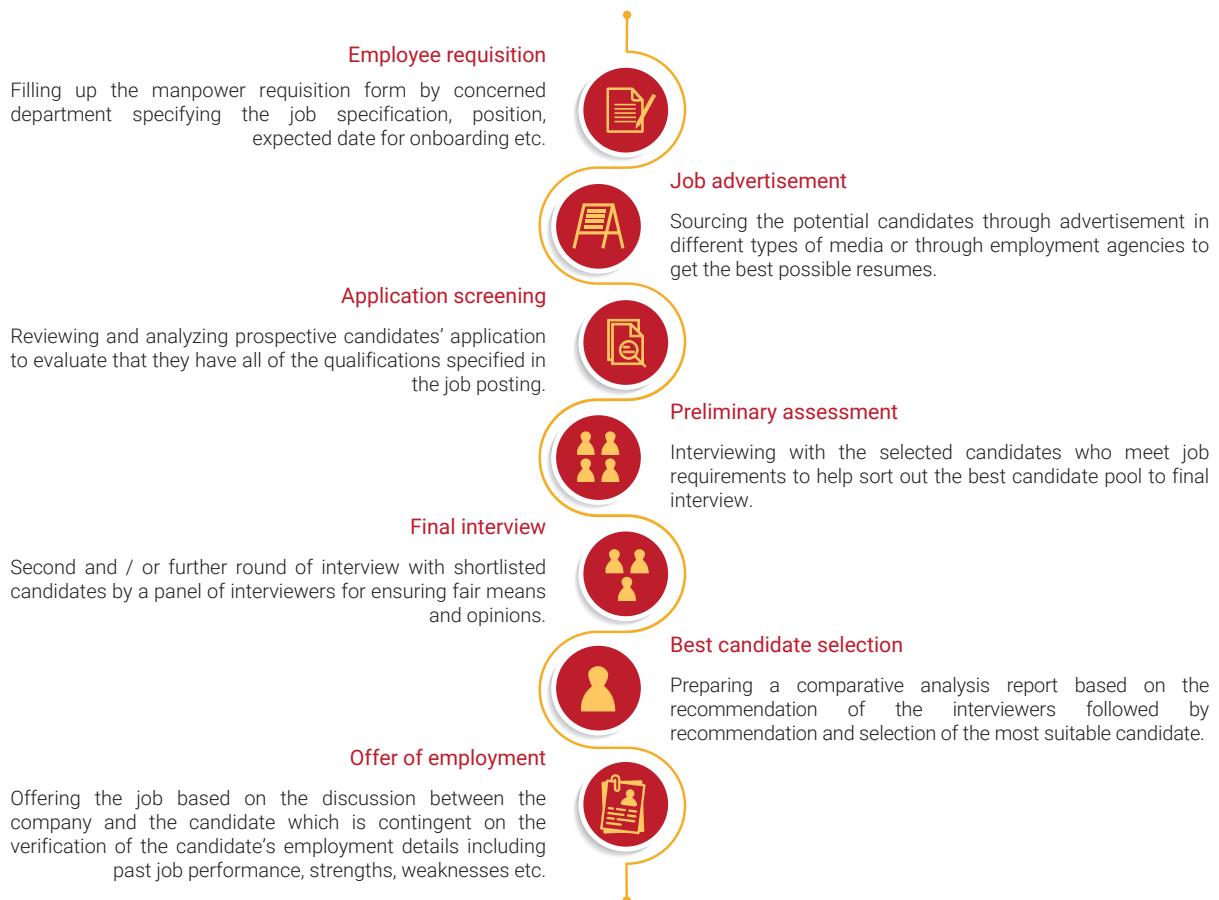 Employee requisition
Filling up the manpower requisition form by concerned
department specifying the job specification, position,
expected date for onboarding etc.
Job advertisement
Sourcing the potential candidates through advertisement in
different types of media or through employment agencies to
get the best possible resumes.
Application screening
Reviewing and analyzing prospective candidates’ application
to evaluate that they have all of the qualifications specified in
the job posting.
Preliminary assessment
Interviewing with the selected candidates who meet job
requirements to help sort out the best candidate pool to final
interview.
Final interview
Second and / or further round of interview with shortlisted
candidates by a panel of interviewers for ensuring fair means
and opinions.
Best candidate selection
Preparing a comparative analysis report based on the
recommendation of the interviewers followed by
recommendation and selection of the most suitable candidate.
Offer of employment
Offering the job based on the discussion between the
company and the candidate which is contingent on the
verification of the candidate’s employment details including
past job performance, strengths, weaknesses etc.